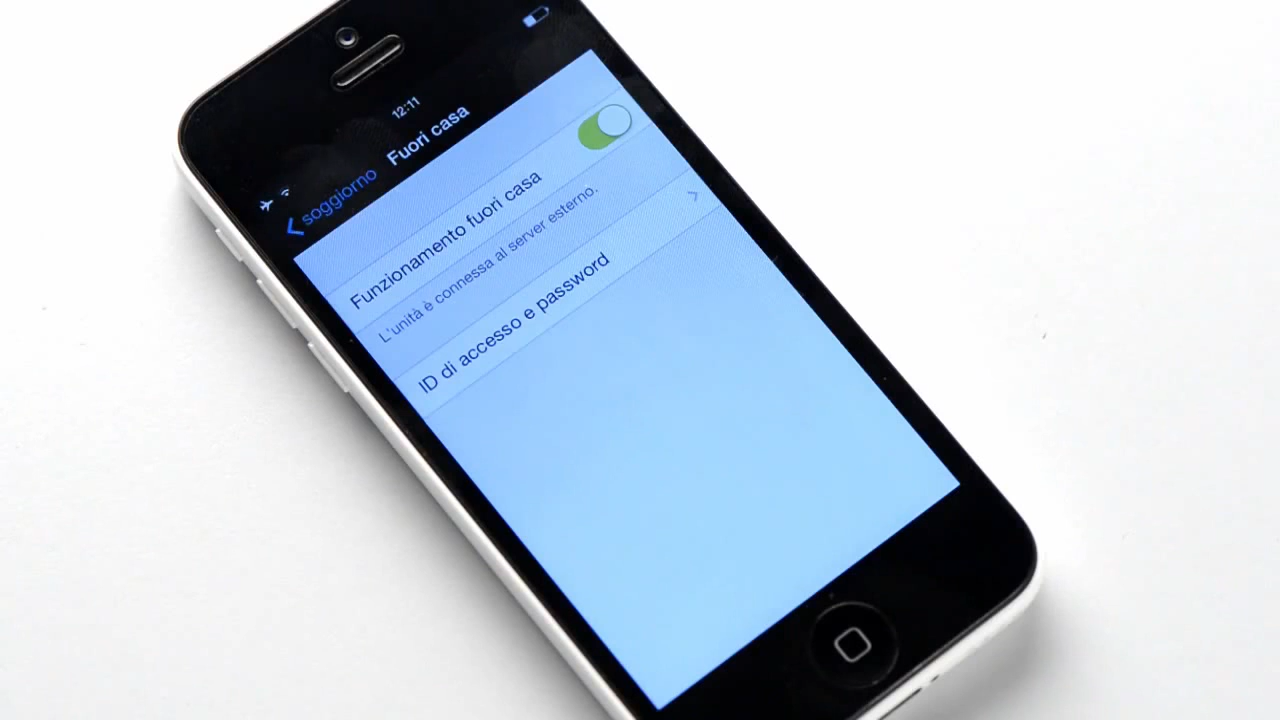 12:11
soggiorno
Fuori casa
Funzionamento fuori casa
L'unità è connessa al server esterno.
ID di accesso e password